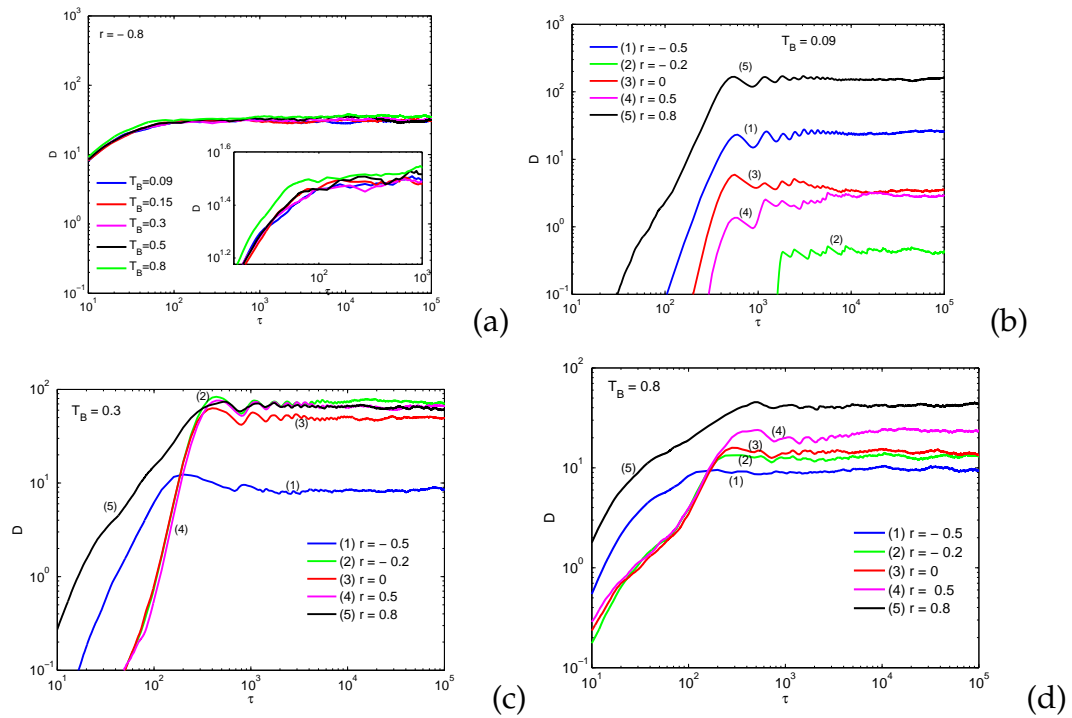 r = − 0.8
10^3
10^2
10^1
10^0
10^−1
D
T_B=0.09
T_B=0.15
T_B=0.3
T_B=0.5
T_B=0.8
10^1.6
10^1.4
10^1.2
D
10^2
10^3
τ
10^1
10^2
10^3
10^4
10^5
τ
(a)
T_B = 0.09
(1) r = − 0.5
(2) r = − 0.2
(3) r = 0
(4) r = 0.5
(5) r = 0.8
(5)
(1)
(3)
(4)
(2)
10^3
10^2
10^1
10^0
10^−1
D
10^1
10^2
10^3
10^4
10^5
τ
(b)
T_B = 0.3
(2)
(3)
(1)
(5)
(4)
(1) r = − 0.5
(2) r = − 0.2
(3) r = 0
(4) r = 0.5
(5) r = 0.8
10^2
10^1
10^0
10^−1
D
10^1
10^2
10^3
10^4
10^5
τ
(c)
T_B = 0.8
(4)
(3)
(2)
(1)
(5)
(1) r = − 0.5
(2) r = − 0.2
(3) r = 0
(4) r = 0.5
(5) r = 0.8
10^2
10^1
10^0
10^−1
D
10^1
10^2
10^3
10^4
10^5
τ
(d)